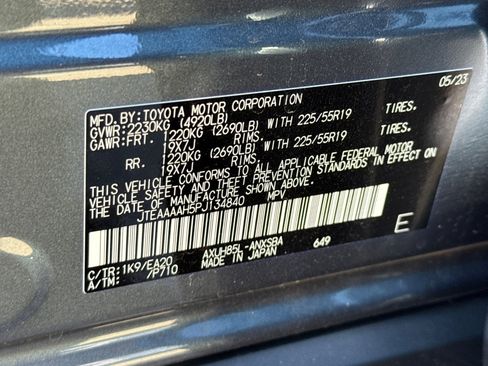 MFD.BY:TOYOTA MOTOR CORPORATION 05/23
GVWR:2230KG (4920LB)
GAWR:FRT. 1220KG (2690LB) WITH 225/55R19 TIRES.
19X7J RIMS.
RR. 1220KG (2690LB) WITH 225/55R19 TIRES.
19X7J RIMS.
THIS VEHICLE CONFORMS TO ALL APPLICABLE FEDERAL MOTOR
VEHICLE SAFETY AND THEFT PREVENTION STANDARDS IN
EFFECT ON THE DATE OF MANUFACTURE SHOWN ABOVE.
JTEAAAAH5PJ134840 MPV
E
C/TR:1K9/EA20 AXUH85L-ANXSBA 649
A/TM: /P710 MADE IN JAPAN